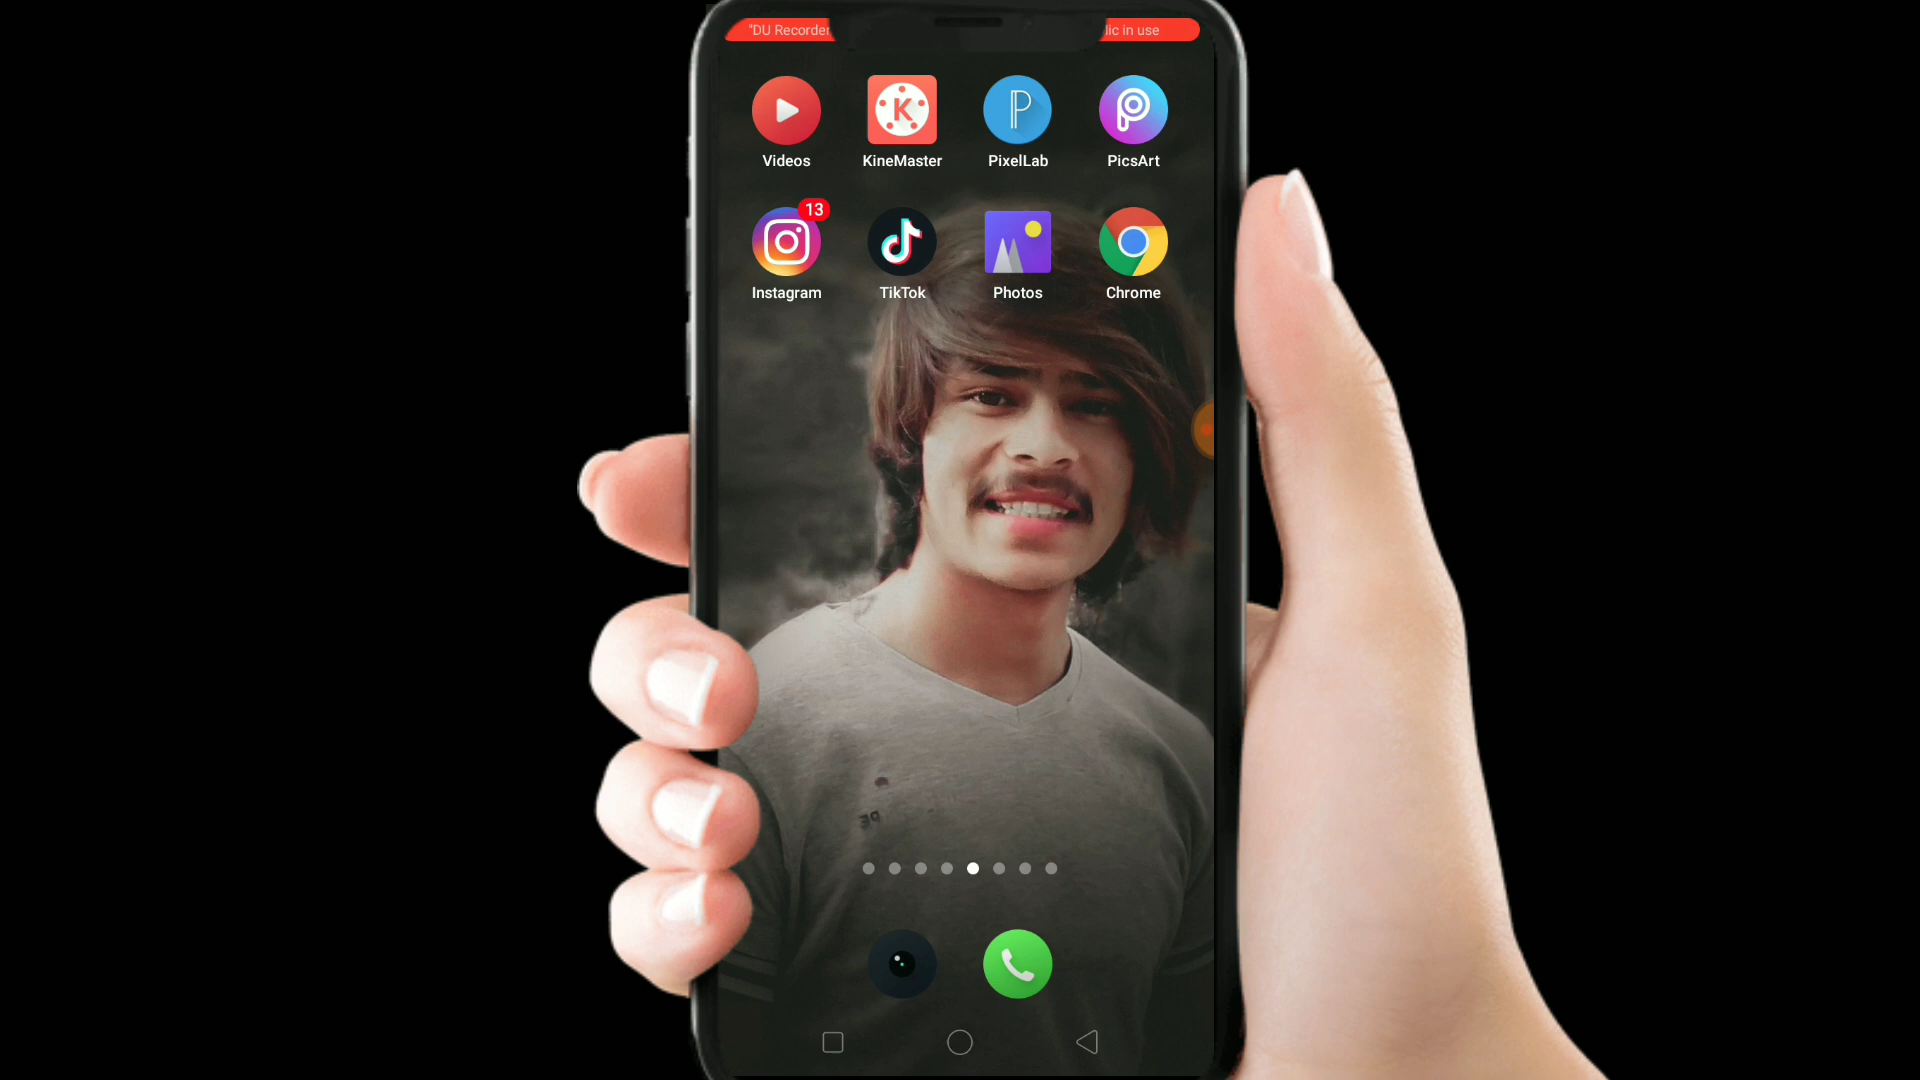 "DU Recorder
lic in use
Videos
KineMaster
PixelLab
PicsArt
13
Instagram
TikTok
Photos
Chrome